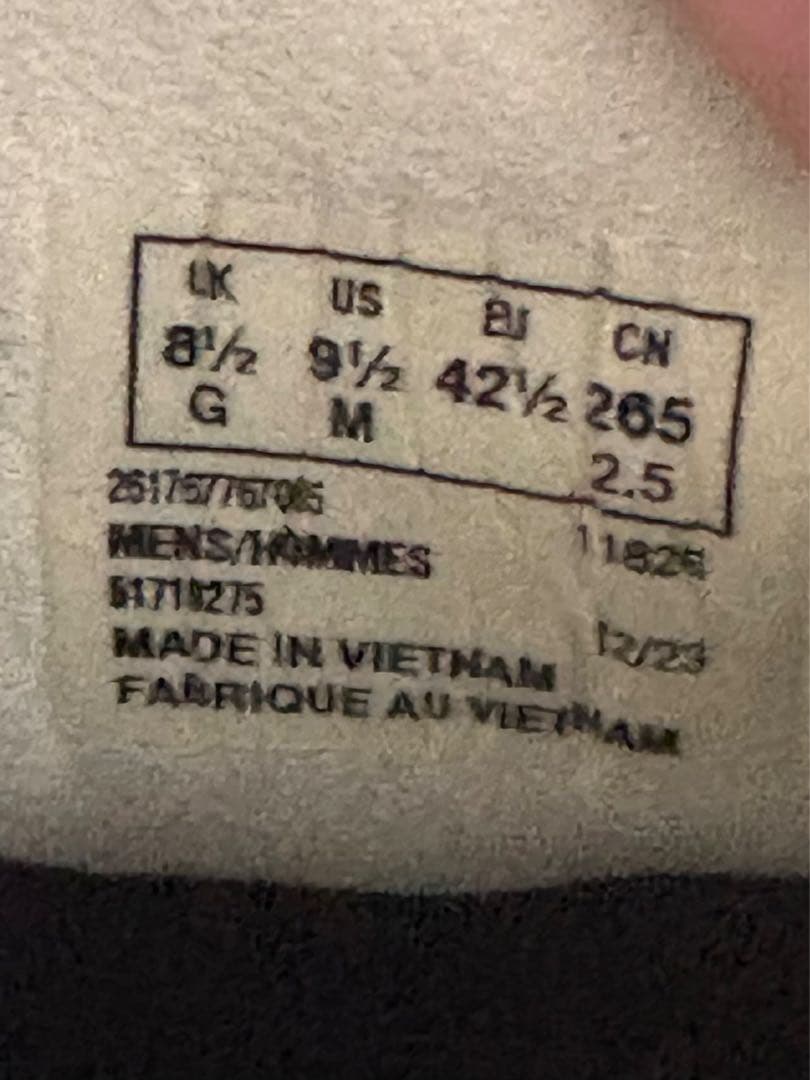 UK US EU CN
8½ 9½ 42½ 265
G M 2.5
MENS/HOMMES
MADE IN VIETNAM 12/23
FABRIQUE AU VIETNAM